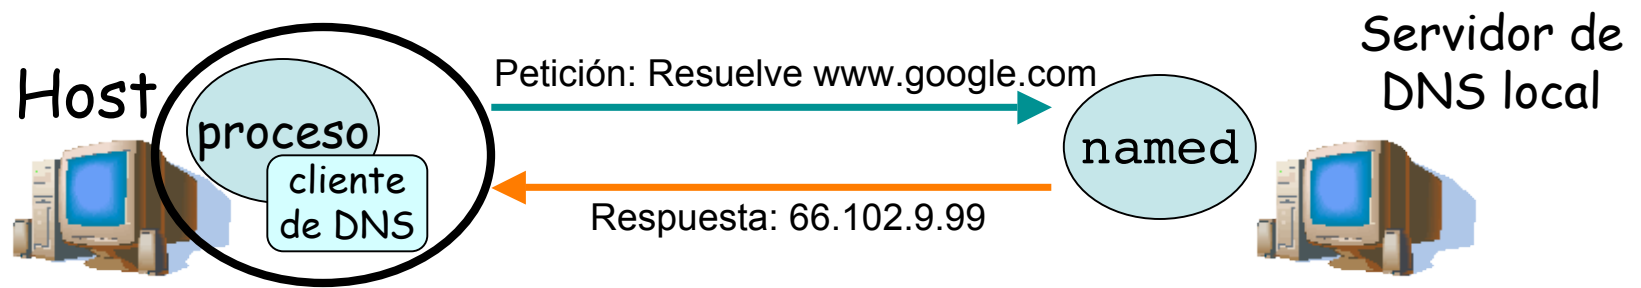 Host
proceso
cliente
de DNS
Petición: Resuelve www.google.com
Respuesta: 66.102.9.99
named
Servidor de
DNS local